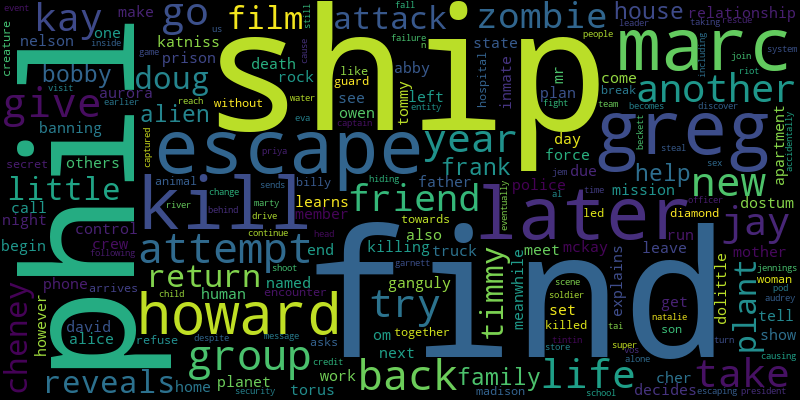 event
kay
go
film
attack
zombie
house
relationship
fall
still
us
leader
taking
rescue
make
creature
nelson
one
katniss
inside
game
prison
ship
marc
doug
bobby
death
rock
like
guard
abby
n
failure
state
people
mr
plan
come
break
including
join
riot
system
another
visit
earlier
aurora
reach
cause
without
water
see
owen
left
tommy
entity
hospital
inmate
fight
team
becomes
discover
give
alien
eva
captain
day
force
greg
apartment
accidentally
banning
captured
escape
year
due
beckett
steal
sex
secret
others
priya
frank
mission
help
new
dostum
philip
animal
hiding
father
police
jem
al
time
officer
little
kill
change
sends
billy
friend
eventually
later
led
diamond
jay
call
river
behind
marty
learns
member
night
control
drive
towards
run
begin
crew
attempt
continue
head
also
meet
mckay
leave
mother
following
end
killing
truck
timmy
meanwhile
explains
however
phone
arrives
return
shoot
garnett
named
find
scene
soldier
get
natalie
son
dolittle
plant
jennings
woman
pod
audrey
cheney
david
child
human
encounter
ganguly
try
set
killed
tai
tell
alice
refuse
howard
despite
message
asks
om
together
tintin
super
store
vos
alone
turn
show
causing
reveals
home
group
credit
next
back
family
life
cher
take
planet
security
torus
work
madison
school
decides
escaping
president